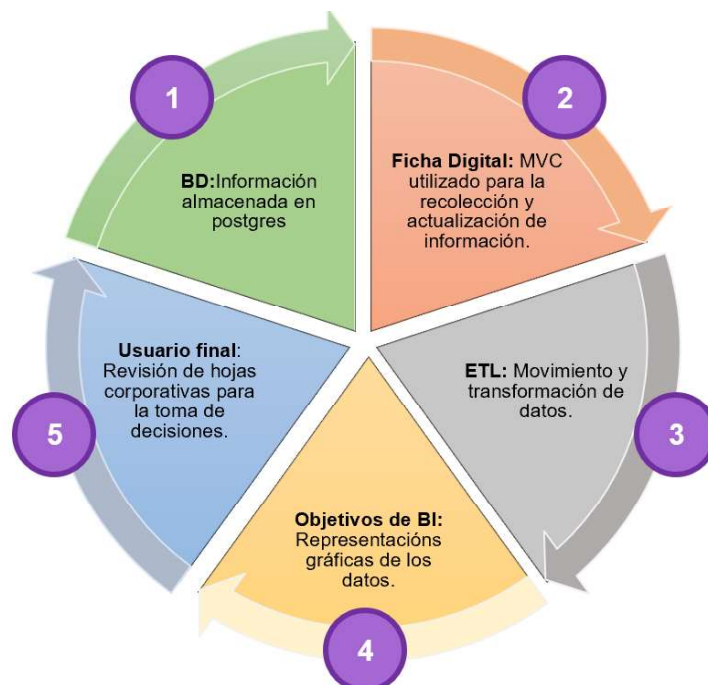 1
BD:Información
almacenada en
postgres
2
Ficha Digital: MVC
utilizado para la
recolección y
actualización de
información.
ETL: Movimiento y
transformación de
datos.
3
Objetivos de BI:
Representacións
gráficas de los
datos.
4
Usuario final:
Revisión de hojas
corporativas para
la toma de
decisiones.
5